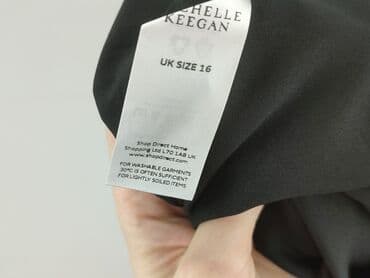 KEEGAN
UK SIZE 16
Shop Direct Home
Shopping Ltd L70 1AB UK
www.shopdirect.com
FOR WASHABLE GARMENTS
30°C IS OFTEN SUFFICIENT
FOR LIGHTLY SOILED ITEMS